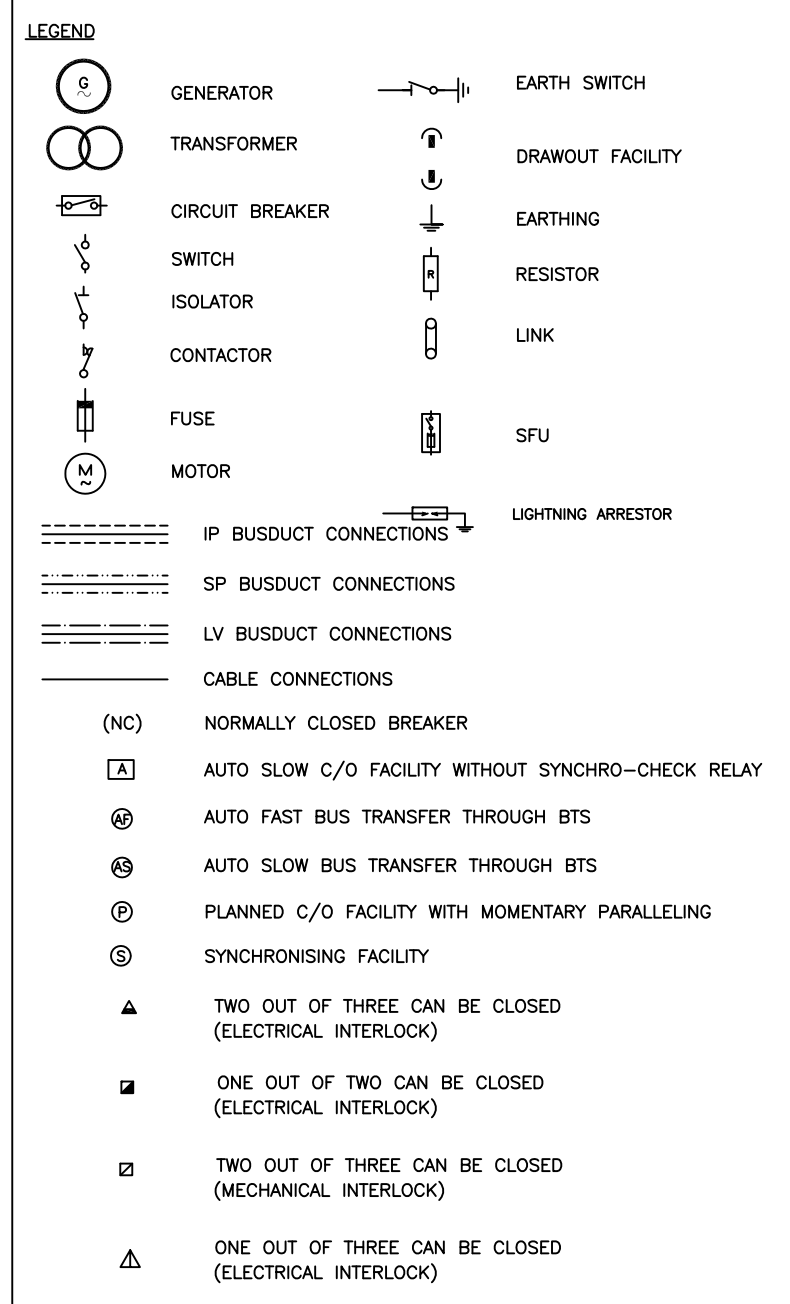 LEGEND
G
GENERATOR
EARTH SWITCH
TRANSFORMER
DRAWOUT FACILITY
CIRCUIT BREAKER
EARTHING
SWITCH
R
RESISTOR
ISOLATOR
LINK
CONTACTOR
FUSE
SFU
M
MOTOR
LIGHTNING ARRESTOR
IP BUSDUCT CONNECTIONS
SP BUSDUCT CONNECTIONS
LV BUSDUCT CONNECTIONS
CABLE CONNECTIONS
(NC) NORMALLY CLOSED BREAKER
A AUTO SLOW C/O FACILITY WITHOUT SYNCHRO-CHECK RELAY
AF AUTO FAST BUS TRANSFER THROUGH BTS
AS AUTO SLOW BUS TRANSFER THROUGH BTS
P PLANNED C/O FACILITY WITH MOMENTARY PARALLELING
S SYNCHRONISING FACILITY
TWO OUT OF THREE CAN BE CLOSED
(ELECTRICAL INTERLOCK)
ONE OUT OF TWO CAN BE CLOSED
(ELECTRICAL INTERLOCK)
TWO OUT OF THREE CAN BE CLOSED
(MECHANICAL INTERLOCK)
ONE OUT OF THREE CAN BE CLOSED
(ELECTRICAL INTERLOCK)